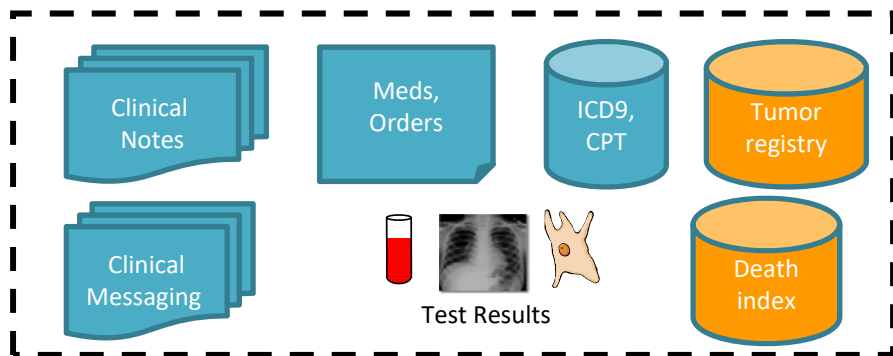 Clinical
Notes
Meds,
Orders
ICD9,
CPT
Tumor
registry
Clinical
Messaging
Test Results
Death
index